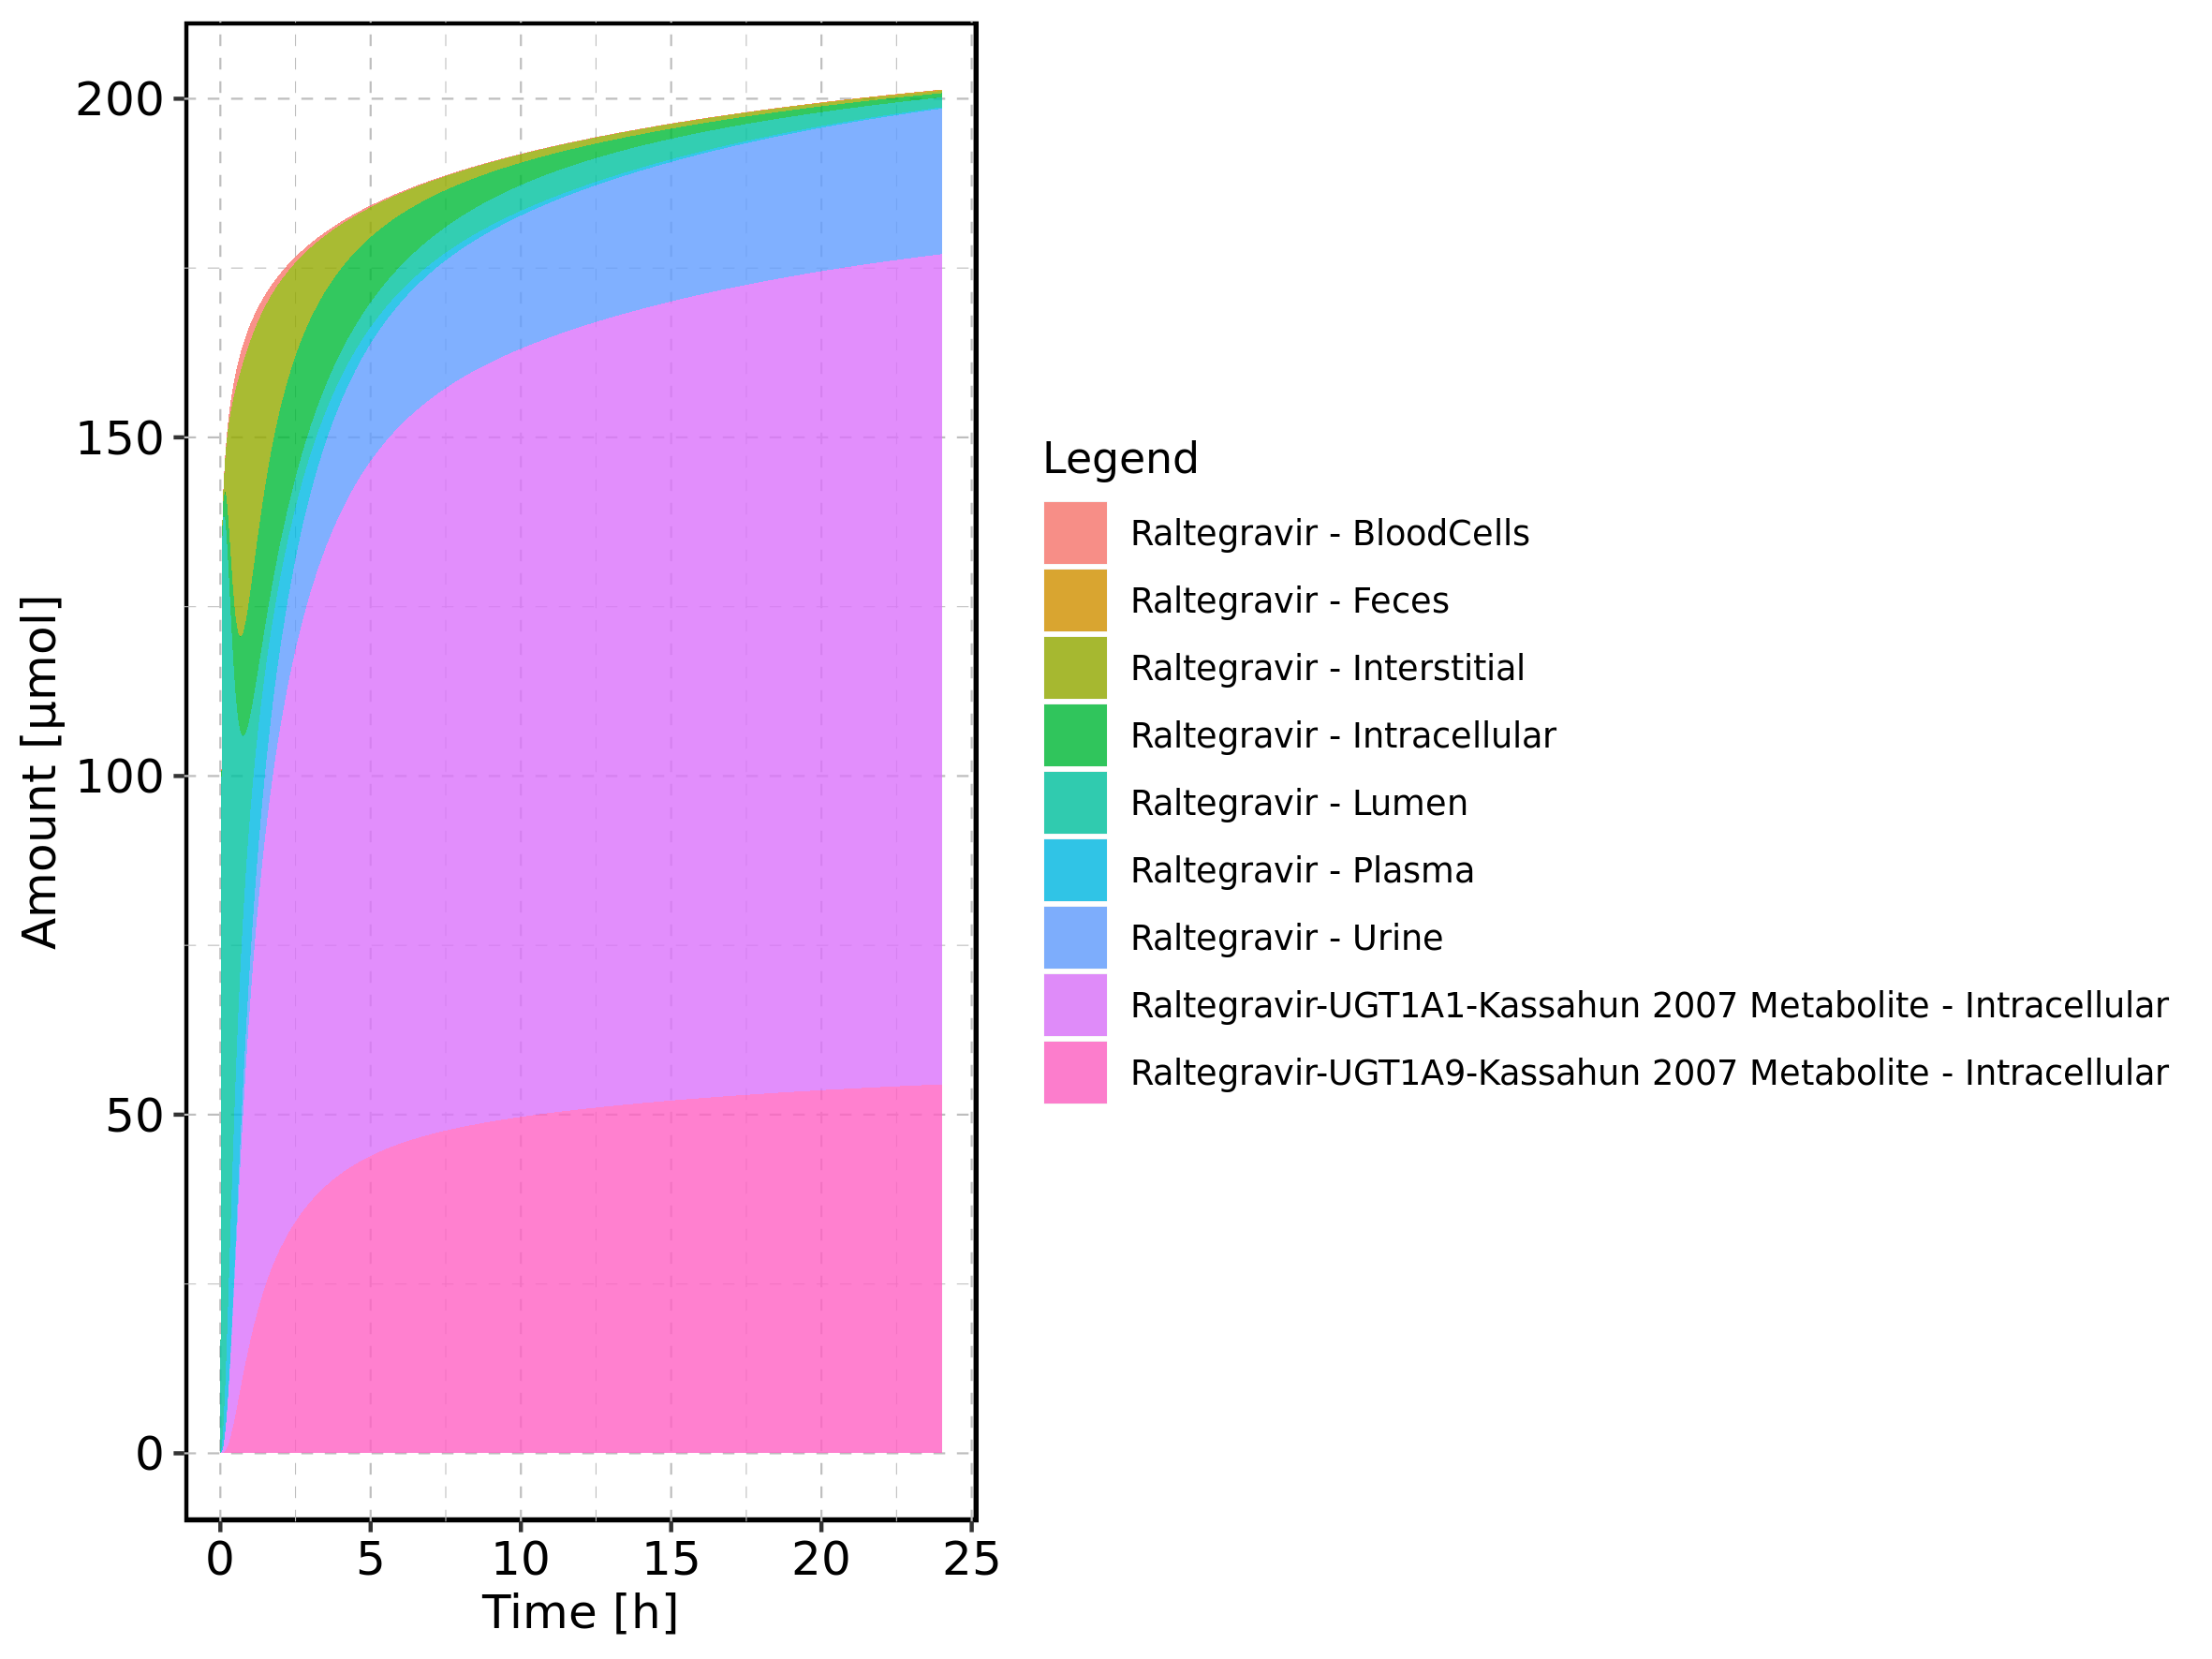 200
150
100
50
0
Amount [µmol]
0 5 10 15 20 25
Time [h]
Legend
Raltegravir - BloodCells
Raltegravir - Feces
Raltegravir - Interstitial
Raltegravir - Intracellular
Raltegravir - Lumen
Raltegravir - Plasma
Raltegravir - Urine
Raltegravir-UGT1A1-Kassahun 2007 Metabolite - Intracellular
Raltegravir-UGT1A9-Kassahun 2007 Metabolite - Intracellular